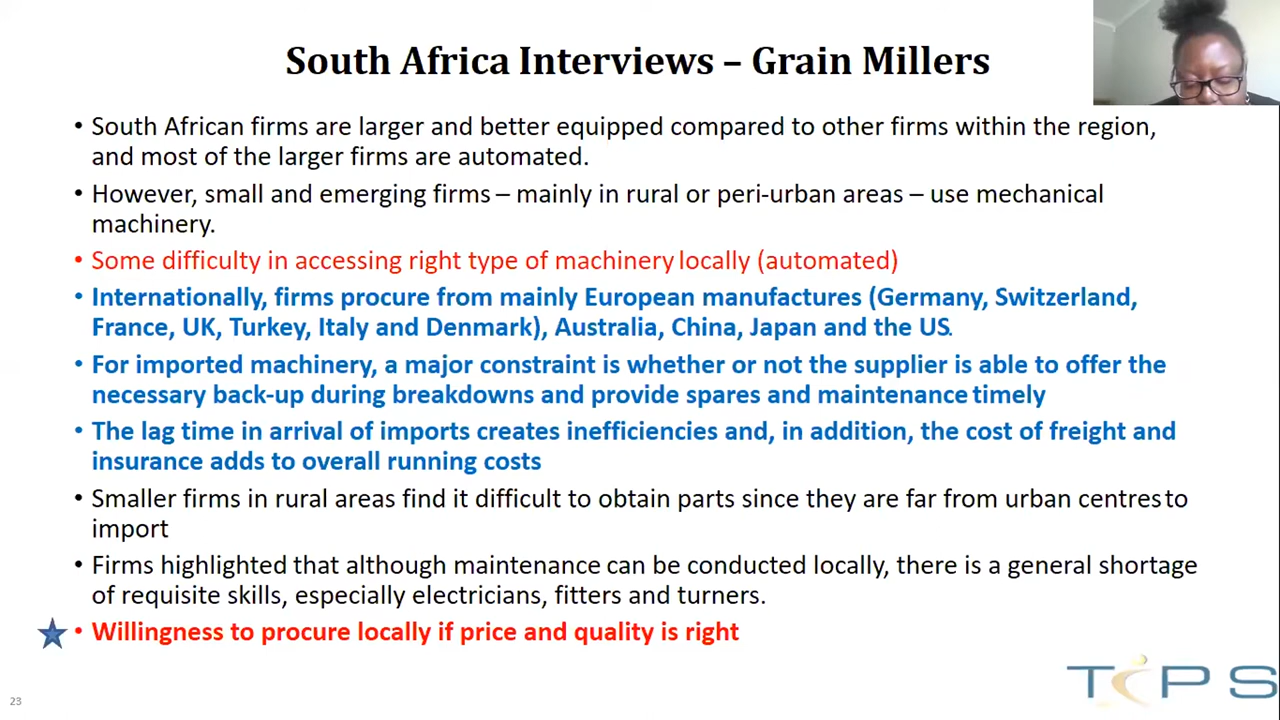 South Africa Interviews – Grain Millers
• South African firms are larger and better equipped compared to other firms within the region,
and most of the larger firms are automated.
• However, small and emerging firms – mainly in rural or peri-urban areas – use mechanical
machinery.
• Some difficulty in accessing right type of machinery locally (automated)
• Internationally, firms procure from mainly European manufactures (Germany, Switzerland,
France, UK, Turkey, Italy and Denmark), Australia, China, Japan and the US.
• For imported machinery, a major constraint is whether or not the supplier is able to offer the
necessary back-up during breakdowns and provide spares and maintenance timely
• The lag time in arrival of imports creates inefficiencies and, in addition, the cost of freight and
insurance adds to overall running costs
• Smaller firms in rural areas find it difficult to obtain parts since they are far from urban centres to
import
• Firms highlighted that although maintenance can be conducted locally, there is a general shortage
of requisite skills, especially electricians, fitters and turners.
• Willingness to procure locally if price and quality is right
23
TIPS